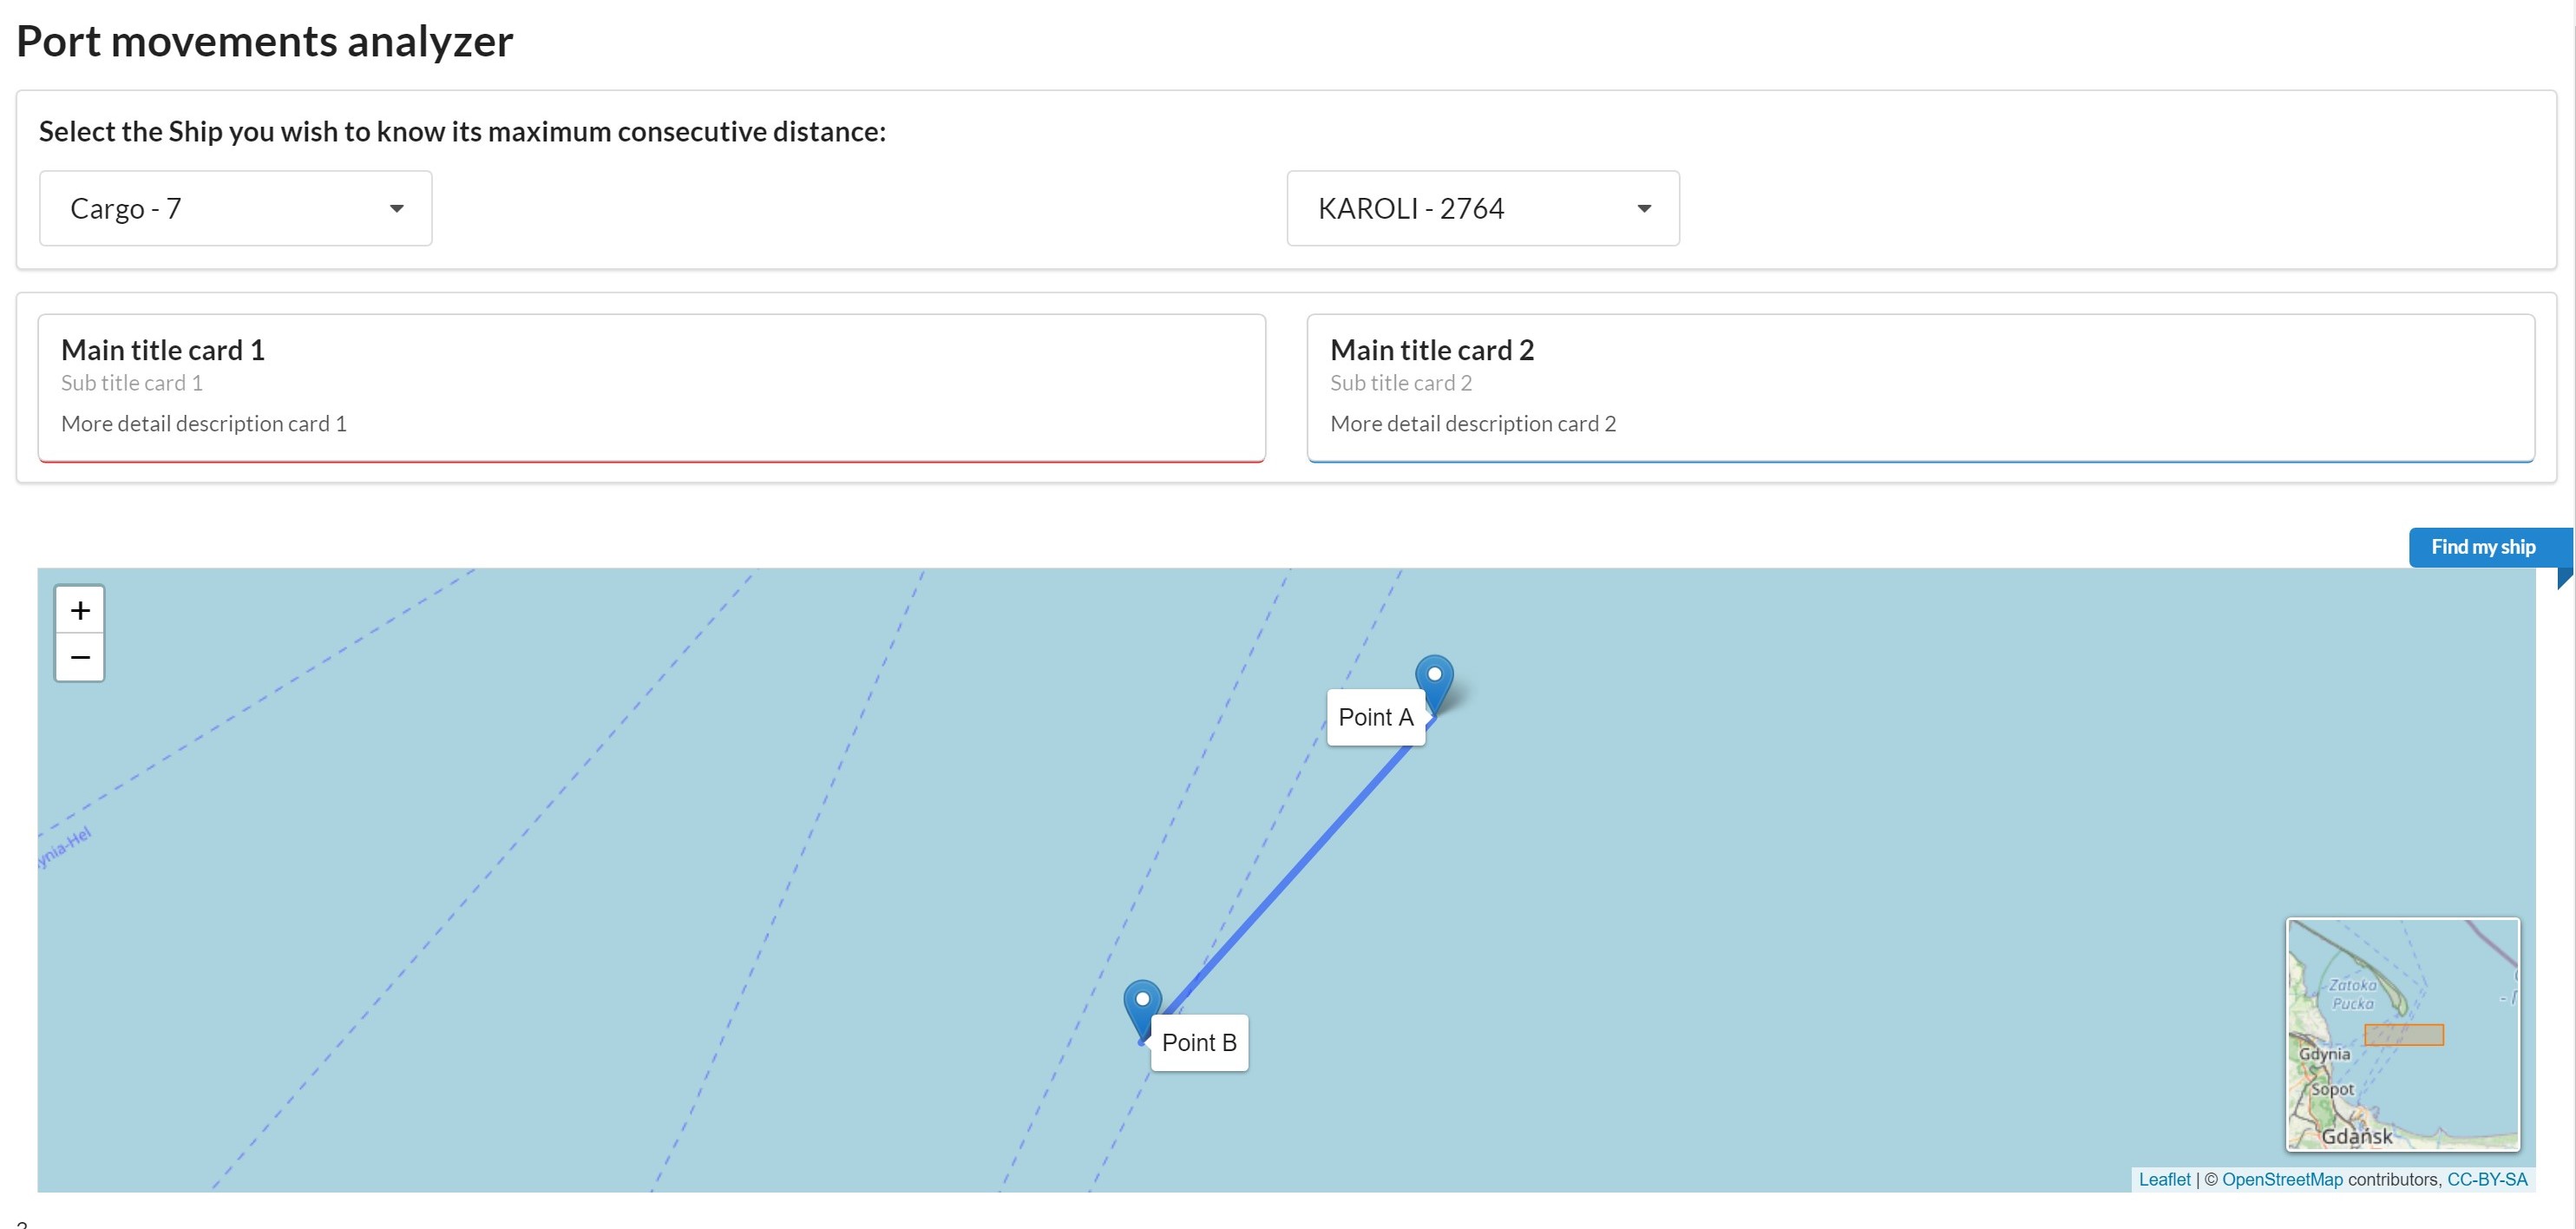 Port movements analyzer
Select the Ship you wish to know its maximum consecutive distance:
Cargo - 7
KAROLI - 2764
Main title card 1
Sub title card 1
More detail description card 1
Main title card 2
Sub title card 2
More detail description card 2
Find my ship
+
−
Point A
Point B
ynia-Hel
Zatoka
Pucka
Gdynia
Sopot
Gdańsk
Leaflet | © OpenStreetMap contributors, CC-BY-SA